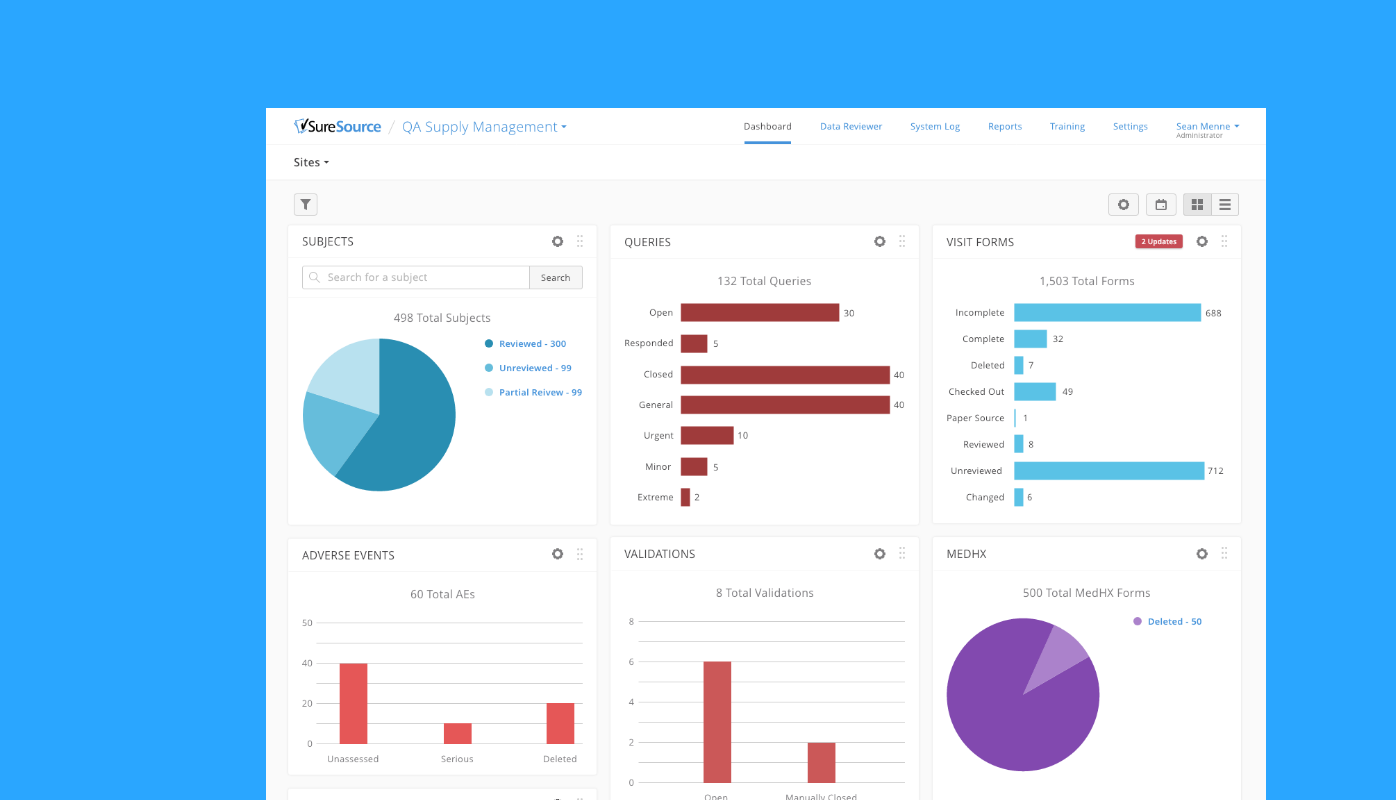 SureSource / QA Supply Management
Dashboard
Data Reviewer
System Log
Reports
Training
Settings
Sean Menne
Administrator
Sites
SUBJECTS
Search for a subject
Search
498 Total Subjects
Reviewed - 300
Unreviewed - 99
Partial Reivew - 99
QUERIES
132 Total Queries
Open 30
Responded 5
Closed 40
General 40
Urgent 10
Minor 5
Extreme 2
VISIT FORMS
2 Updates
1,503 Total Forms
Incomplete 688
Complete 32
Deleted 7
Checked Out 49
Paper Source 1
Reviewed 8
Unreviewed 712
Changed 6
ADVERSE EVENTS
60 Total AEs
50
40
20
0
Unassessed Serious Deleted
VALIDATIONS
8 Total Validations
8
6
4
2
0
Open Manually Closed
MEDHX
500 Total MedHX Forms
Deleted - 50